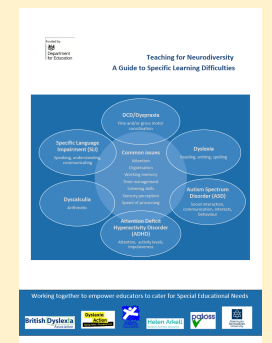 Funded by
Department
for Education
Teaching for Neurodiversity
A Guide to Specific Learning Difficulties
DCD/Dyspraxia
Fine and/or gross motor
coordination
Specific Language
Impairment (SLI)
Speaking, understanding,
communicating
Common issues
Attention
Organisation
Working memory
Time management
Listening skills
Sensory perception
Speed of processing
Dyslexia
Reading, writing, spelling
Dyscalculia
Arithmetic
Autism Spectrum
Disorder (ASD)
Social interaction,
communication, interests,
behaviour
Attention Deficit
Hyperactivity Disorder
(ADHD)
Attention, activity levels,
impulsiveness
Working together to empower educators to cater for Special Educational Needs
British Dyslexia
Association
Dyslexia
Action
Helen Arkell
patoss